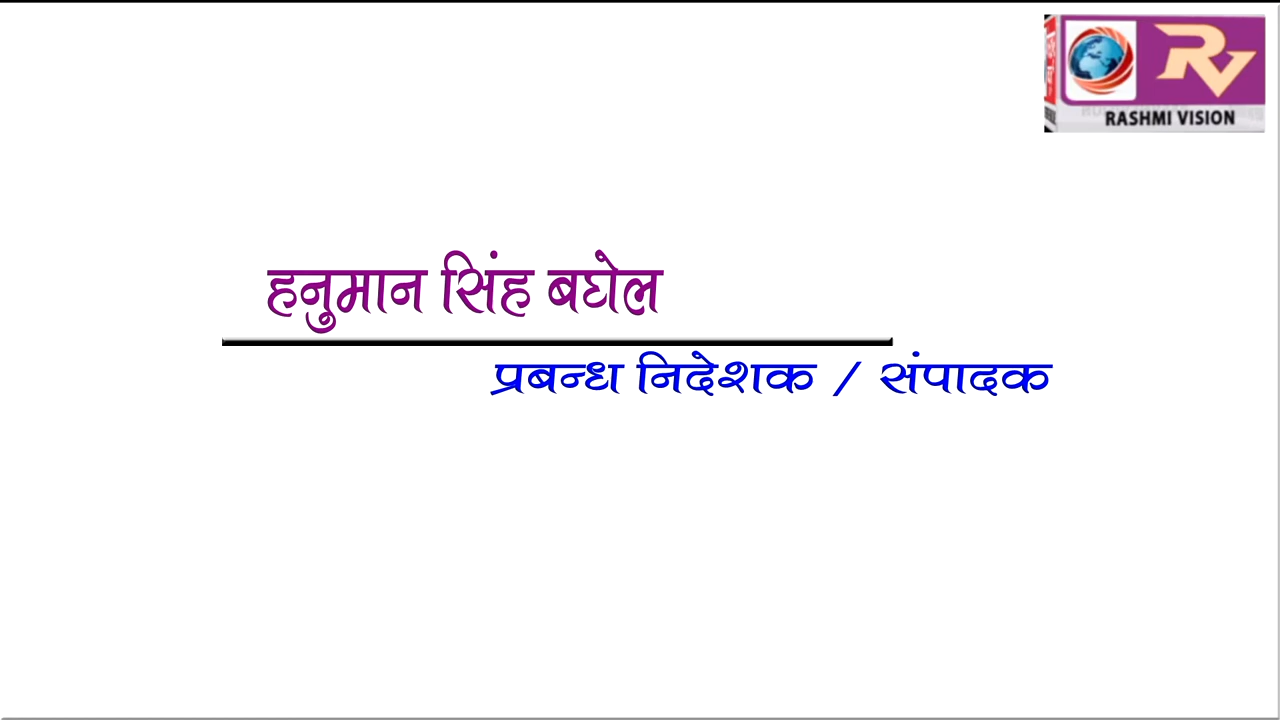 RV
RASHMI VISION
हनुमान सिंह बघेल
प्रबन्ध निदेशक / संपादक